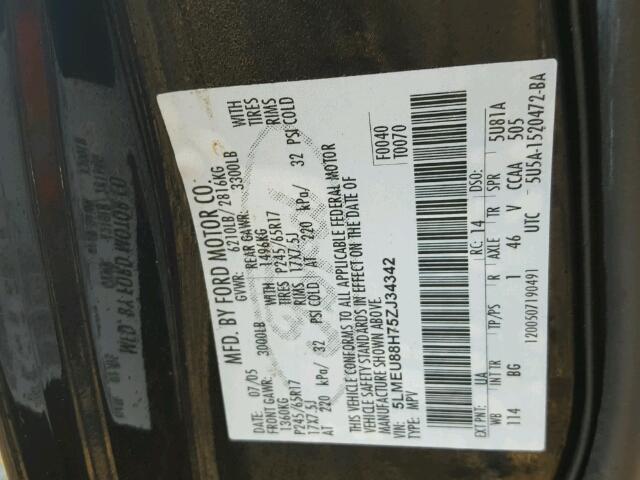 MFD. BY FORD MOTOR CO.
DATE: 07/05 GVWR: 6210LB/ 2816KG
FRONT GAWR: 3000LB REAR GAWR: 3300LB
1360KG WITH 1496KG WITH
P245/65R17 TIRES P245/65R17 TIRES
17X7.5J RIMS 17X7.5J RIMS
AT 220 kPa/ 32 PSI COLD AT 220 kPa/ 32 PSI COLD
THIS VEHICLE CONFORMS TO ALL APPLICABLE FEDERAL MOTOR
VEHICLE SAFETY STANDARDS IN EFFECT ON THE DATE OF
MANUFACTURE SHOWN ABOVE.
VIN: 5LMEU88H75ZJ34342 F0040
TYPE: MPV T0070
EXT PNT: UA RC: 14 DSO:
WB INT TR TP/PS R AXLE TR SPR 5U81A
114 BG 1 46 V CCAA 505
1200507190491 UTC 5U5A-1520472-BA